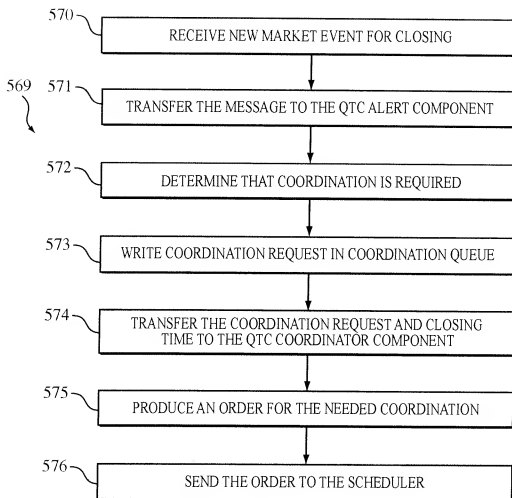 570
RECEIVE NEW MARKET EVENT FOR CLOSING
569
571
TRANSFER THE MESSAGE TO THE QTC ALERT COMPONENT
572
DETERMINE THAT COORDINATION IS REQUIRED
573
WRITE COORDINATION REQUEST IN COORDINATION QUEUE
574
TRANSFER THE COORDINATION REQUEST AND CLOSING
TIME TO THE QTC COORDINATOR COMPONENT
575
PRODUCE AN ORDER FOR THE NEEDED COORDINATION
576
SEND THE ORDER TO THE SCHEDULER